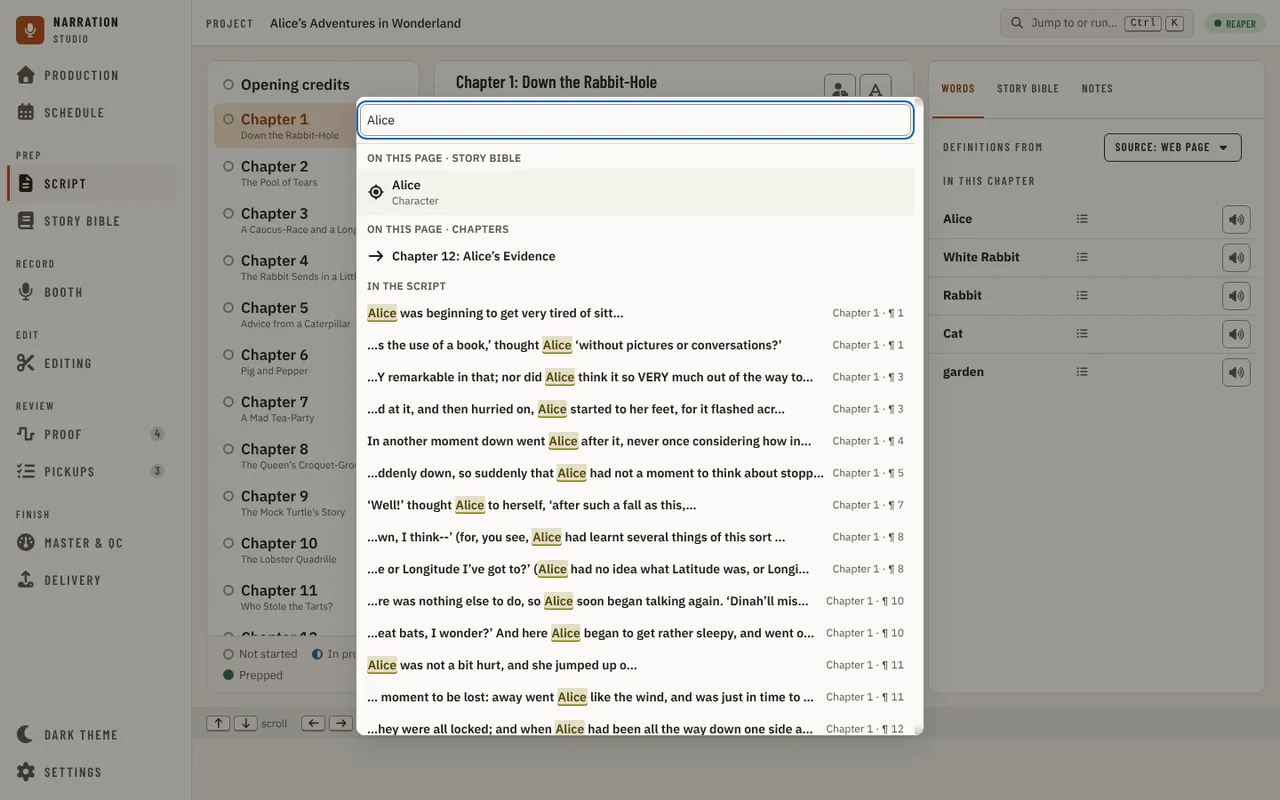 NARRATION
STUDIO
PRODUCTION
SCHEDULE
PREP
SCRIPT
STORY BIBLE
RECORD
BOOTH
EDIT
EDITING
REVIEW
PROOF 4
PICKUPS 3
FINISH
MASTER & QC
DELIVERY
DARK THEME
SETTINGS
PROJECT Alice's Adventures in Wonderland
Jump to or run... Ctrl K
REAPER
Opening credits
Chapter 1
Down the Rabbit-Hole
Chapter 2
The Pool of Tears
Chapter 3
A Caucus-Race and a Long
Chapter 4
The Rabbit Sends in a Little
Chapter 5
Advice from a Caterpillar
Chapter 6
Pig and Pepper
Chapter 7
A Mad Tea-Party
Chapter 8
The Queen's Croquet-Gro
Chapter 9
The Mock Turtle's Story
Chapter 10
The Lobster Quadrille
Chapter 11
Who Stole the Tarts?
Not started In pro
Prepped
↑ ↓ scroll ← →
Chapter 1: Down the Rabbit-Hole
A
Alice
ON THIS PAGE · STORY BIBLE
Alice
Character
ON THIS PAGE · CHAPTERS
Chapter 12: Alice’s Evidence
IN THE SCRIPT
Alice was beginning to get very tired of sitt... Chapter 1 · ¶ 1
...s the use of a book,’ thought Alice ‘without pictures or conversations?’ Chapter 1 · ¶ 1
...Y remarkable in that; nor did Alice think it so VERY much out of the way to... Chapter 1 · ¶ 3
...d at it, and then hurried on, Alice started to her feet, for it flashed acr... Chapter 1 · ¶ 3
In another moment down went Alice after it, never once considering how in... Chapter 1 · ¶ 4
...ddenly down, so suddenly that Alice had not a moment to think about stopp... Chapter 1 · ¶ 5
‘Well!’ thought Alice to herself, ‘after such a fall as this,... Chapter 1 · ¶ 7
...wn, I think--’ (for, you see, Alice had learnt several things of this sort ... Chapter 1 · ¶ 8
...e or Longitude I’ve got to?’ (Alice had no idea what Latitude was, or Longi... Chapter 1 · ¶ 8
...re was nothing else to do, so Alice soon began talking again. ‘Dinah’ll mis... Chapter 1 · ¶ 10
...eat bats, I wonder?’ And here Alice began to get rather sleepy, and went o... Chapter 1 · ¶ 10
Alice was not a bit hurt, and she jumped up o... Chapter 1 · ¶ 11
... moment to be lost: away went Alice like the wind, and was just in time to ... Chapter 1 · ¶ 11
...hey were all locked; and when Alice had been all the way down one side a... Chapter 1 · ¶ 12
WORDS STORY BIBLE NOTES
DEFINITIONS FROM SOURCE: WEB PAGE
IN THIS CHAPTER
Alice
White Rabbit
Rabbit
Cat
garden